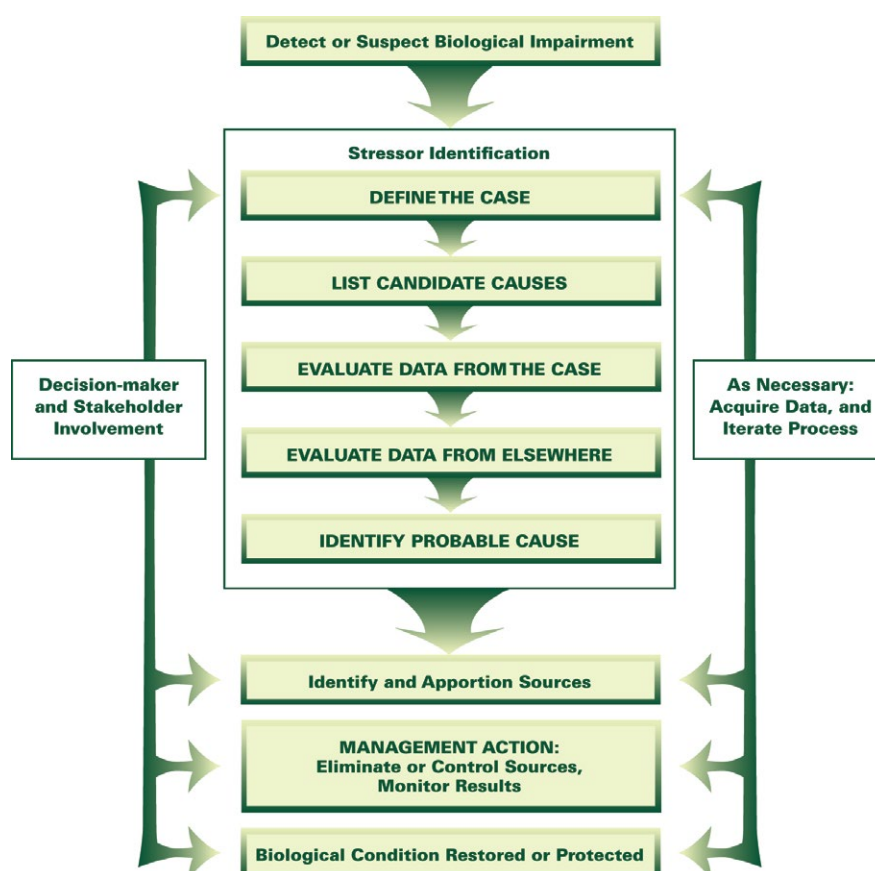 Detect or Suspect Biological Impairment
Stressor Identification
DEFINE THE CASE
LIST CANDIDATE CAUSES
EVALUATE DATA FROM THE CASE
EVALUATE DATA FROM ELSEWHERE
IDENTIFY PROBABLE CAUSE
Decision-maker
and Stakeholder
Involvement
As Necessary:
Acquire Data, and
Iterate Process
Identify and Apportion Sources
MANAGEMENT ACTION:
Eliminate or Control Sources,
Monitor Results
Biological Condition Restored or Protected